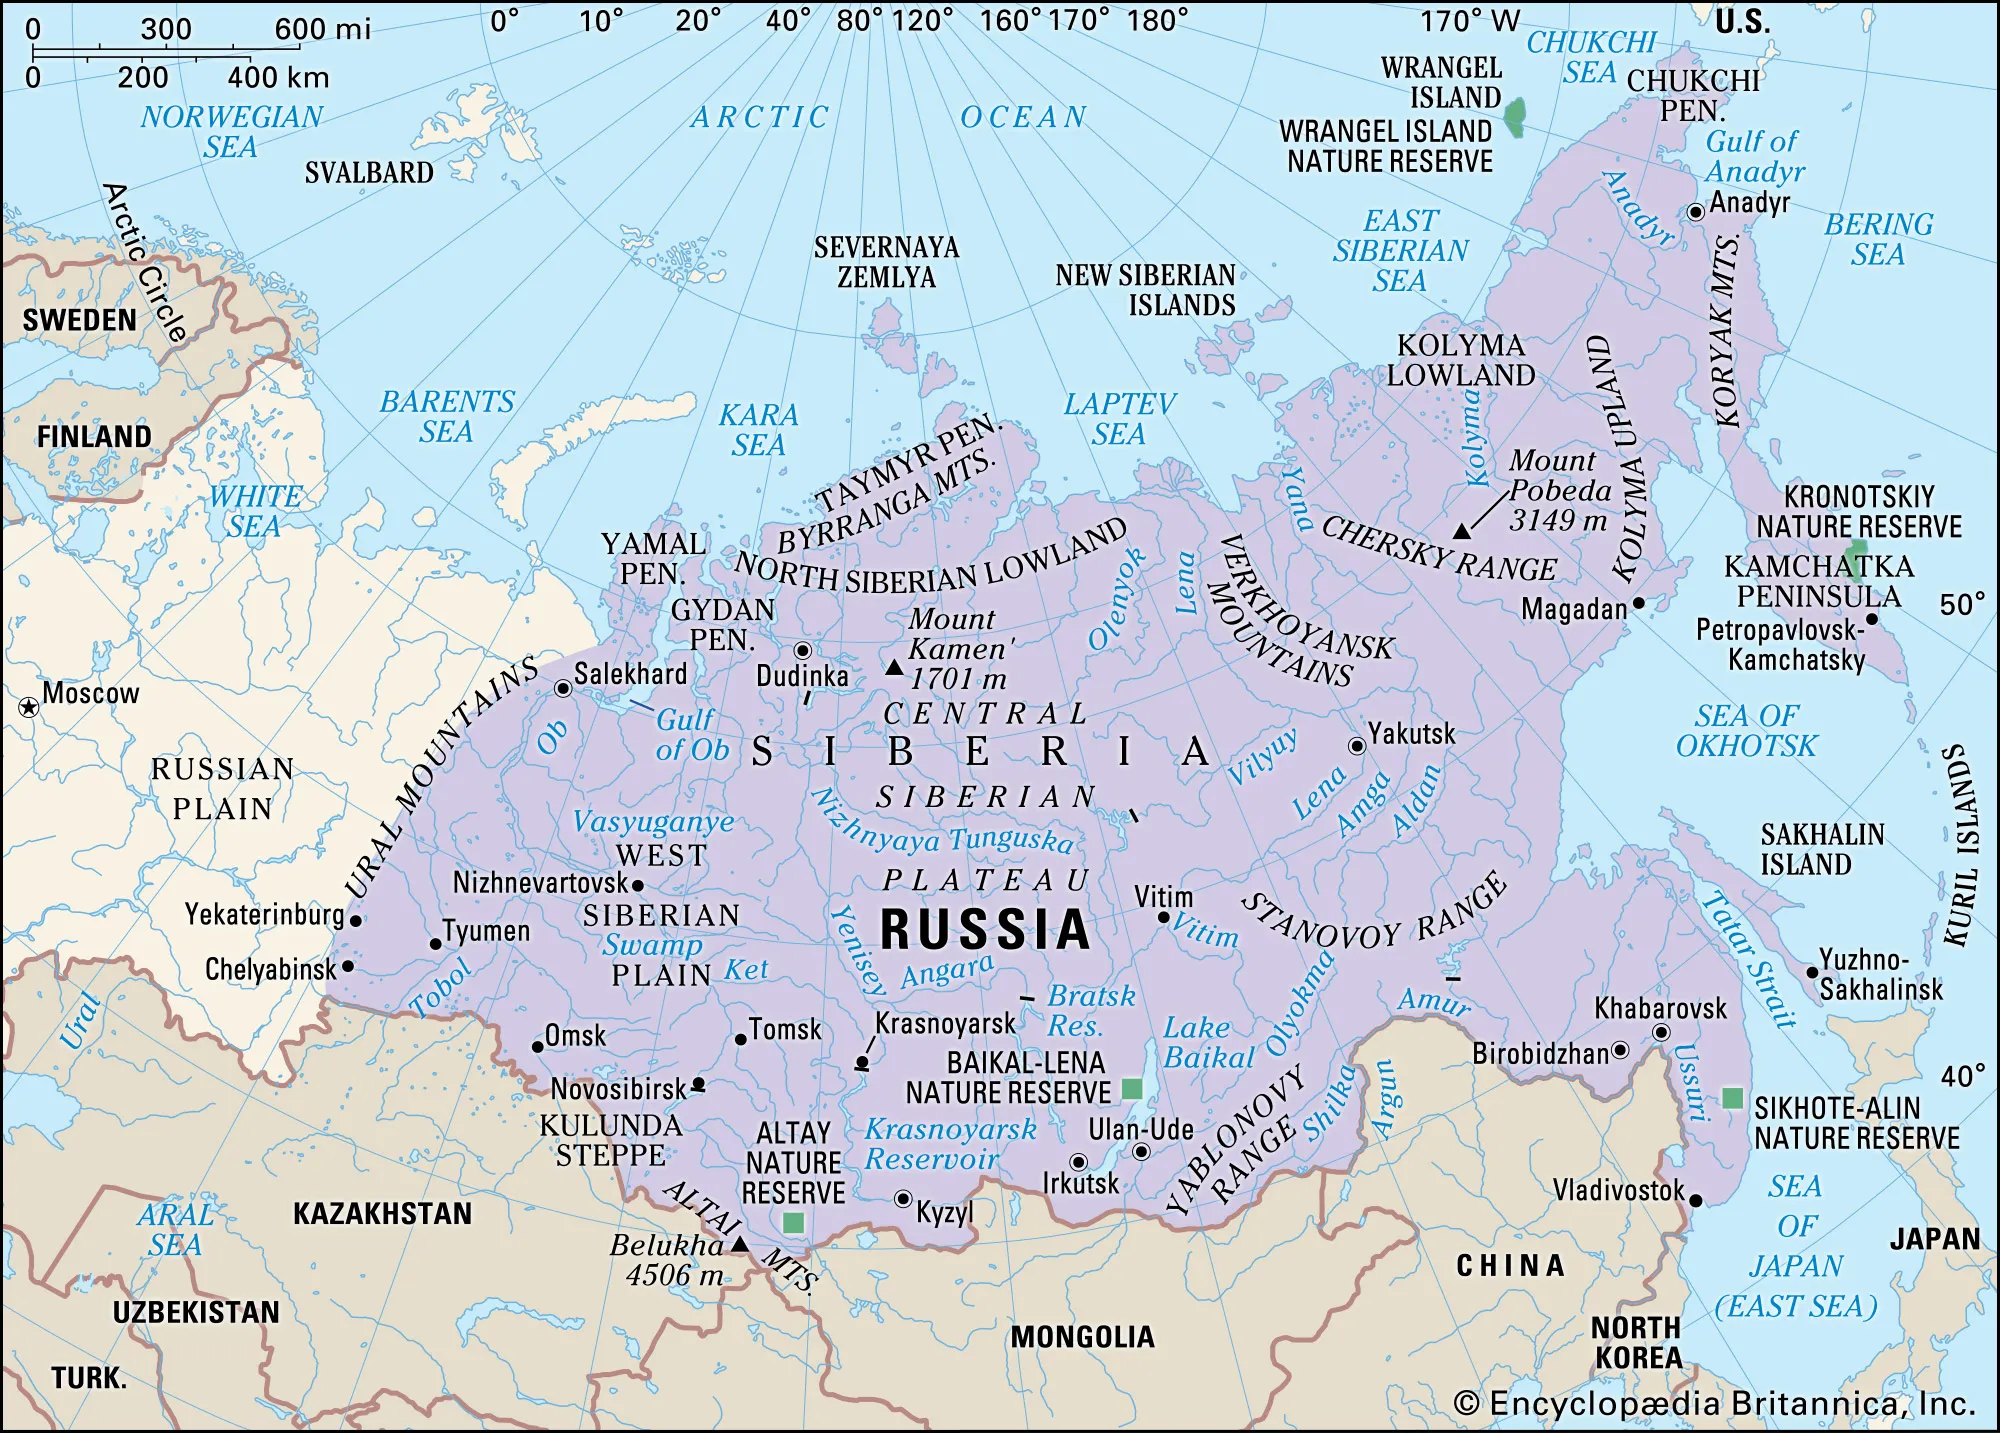 0 300 600 mi
0 200 400 km
0° 10° 20° 40° 80° 120° 160° 170° 180° 170° W
U.S.
CHUKCHI
SEA
CHUKCHI
PEN.
WRANGEL
ISLAND
WRANGEL ISLAND
NATURE RESERVE
NORWEGIAN
SEA
ARCTIC OCEAN
SVALBARD
Arctic Circle
Gulf of
Anadyr
Anadyr
Anadyr
BERING
SEA
EAST
SIBERIAN
SEA
SEVERNAYA
ZEMLYA
NEW SIBERIAN
ISLANDS
SWEDEN
FINLAND
BARENTS
SEA
KARA
SEA
LAPTEV
SEA
KOLYMA
LOWLAND
Kolyma
KOLYMA UPLAND
KORYAK MTS.
WHITE
SEA
TAYMYR PEN.
BYRRANGA MTS.
NORTH SIBERIAN LOWLAND
YAMAL
PEN.
GYDAN
PEN.
Mount
Kamen'
1701 m
Olenyok
Lena
Yana
VERKHOYANSK
MOUNTAINS
CHERSKY RANGE
Mount
Pobeda
3149 m
Magadan
KRONOTSKIY
NATURE RESERVE
KAMCHATKA
PENINSULA
Petropavlovsk-
Kamchatsky
50°
Moscow
RUSSIAN
PLAIN
URAL MOUNTAINS
Salekhard
Dudinka
Ob
Gulf
of Ob
CENTRAL
SIBERIA
SIBERIAN
PLATEAU
RUSSIA
Vilyuy
Yakutsk
Lena
Amga
Aldan
SEA OF
OKHOTSK
KURIL ISLANDS
SAKHALIN
ISLAND
Nizhnyaya Tunguska
Vasyuganye
WEST
Nizhnevartovsk
SIBERIAN
Swamp
PLAIN
Ket
Yekaterinburg
Tyumen
Chelyabinsk
Tobol
Ural
Yenisey
Angara
Vitim
Vitim
STANOVOY RANGE
Olyokma
Tatar Strait
Yuzhno-
Sakhalinsk
Amur
Khabarovsk
Birobidzhan
Ussuri
40°
Omsk
Tomsk
Krasnoyarsk
Bratsk
Res.
Lake
Baikal
BAIKAL-LENA
NATURE RESERVE
Novosibirsk
KULUNDA
STEPPE
ALTAY
NATURE
RESERVE
Krasnoyarsk
Reservoir
Ulan-Ude
Irkutsk
YABLONOVY
RANGE
Shilka
Argun
SIKHOTE-ALIN
NATURE RESERVE
Vladivostok
SEA
OF
JAPAN
(EAST SEA)
JAPAN
Kyzyl
ALTAI MTS.
Belukha
4506 m
KAZAKHSTAN
ARAL
SEA
UZBEKISTAN
TURK.
MONGOLIA
CHINA
NORTH
KOREA
© Encyclopædia Britannica, Inc.